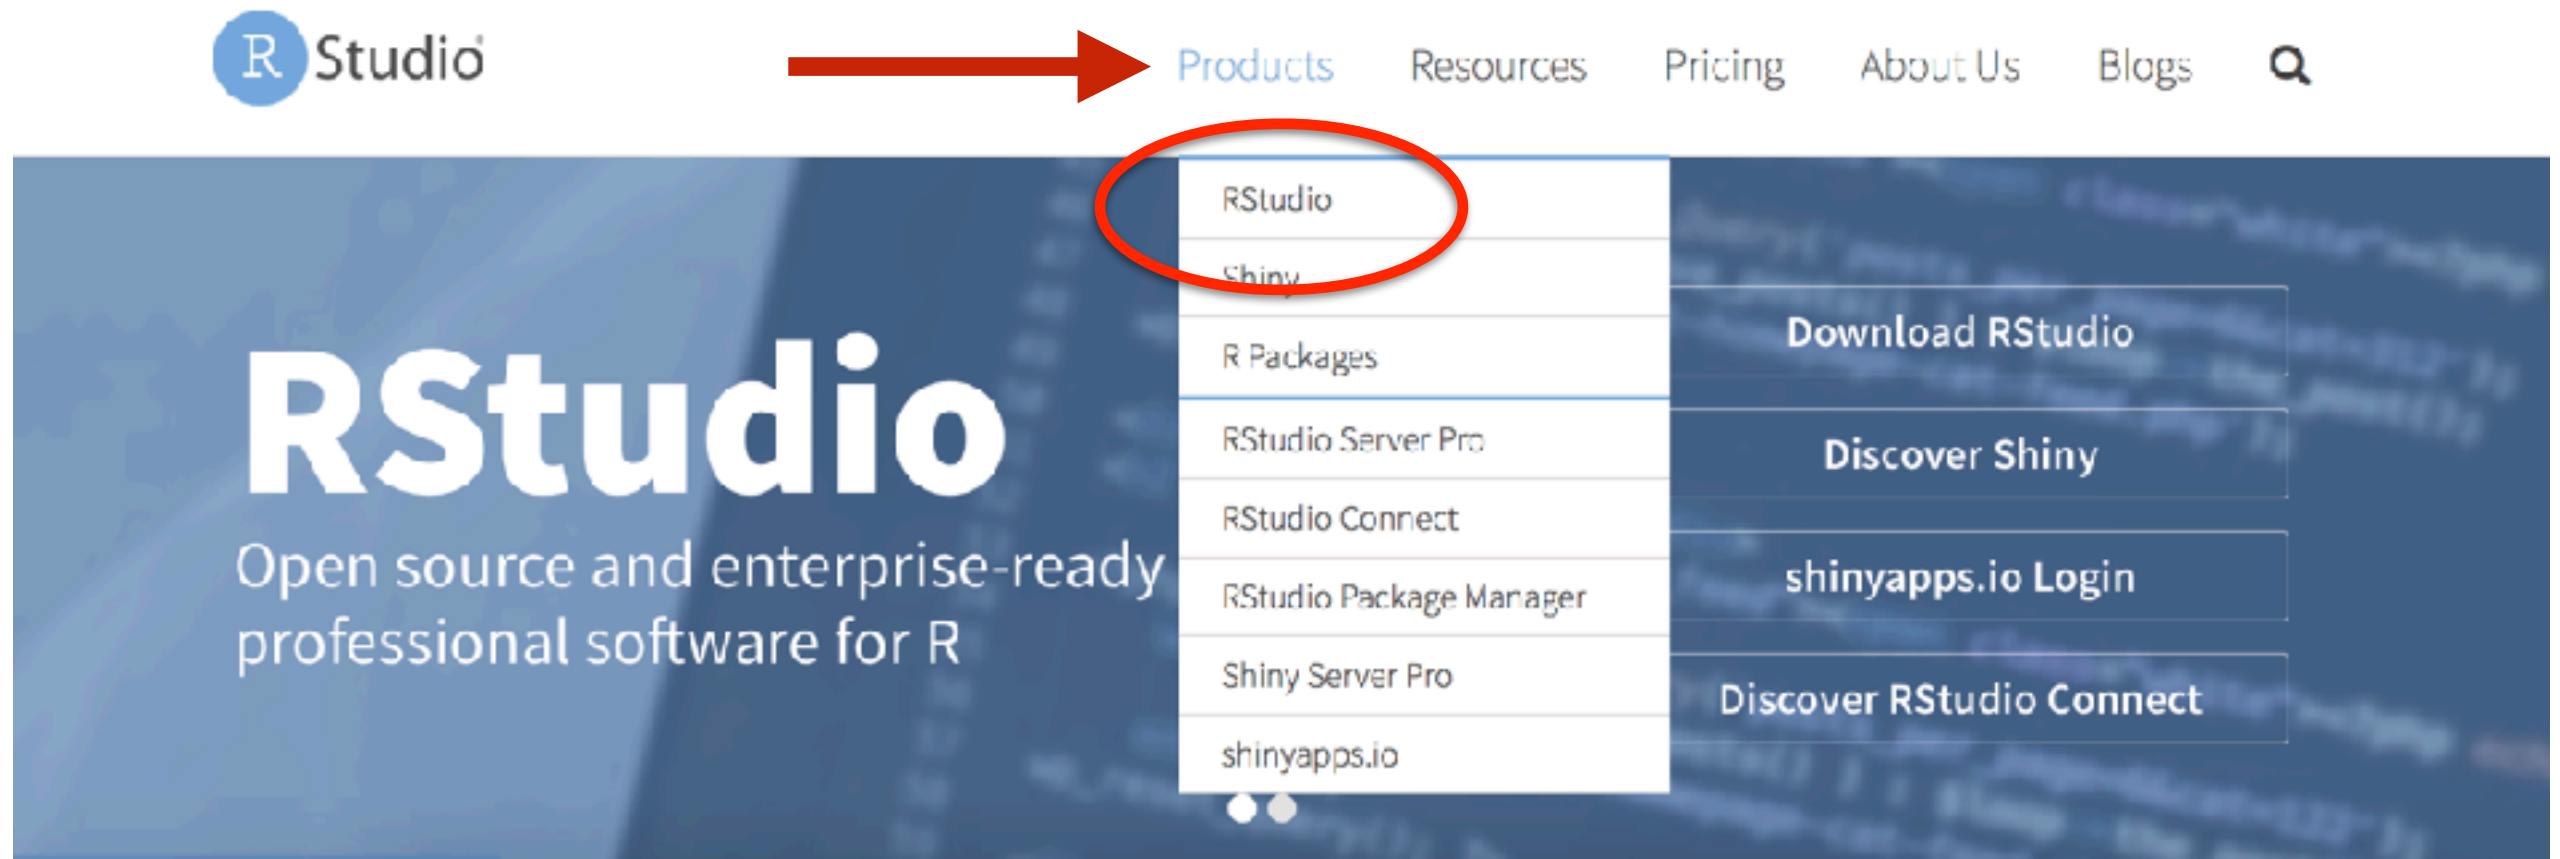 R Studio
Products Resources Pricing About Us Blogs
RStudio
Shiny
R Packages
RStudio Server Pro
RStudio Connect
RStudio Package Manager
Shiny Server Pro
shinyapps.io
RStudio
Open source and enterprise-ready
professional software for R
Download RStudio
Discover Shiny
shinyapps.io Login
Discover RStudio Connect